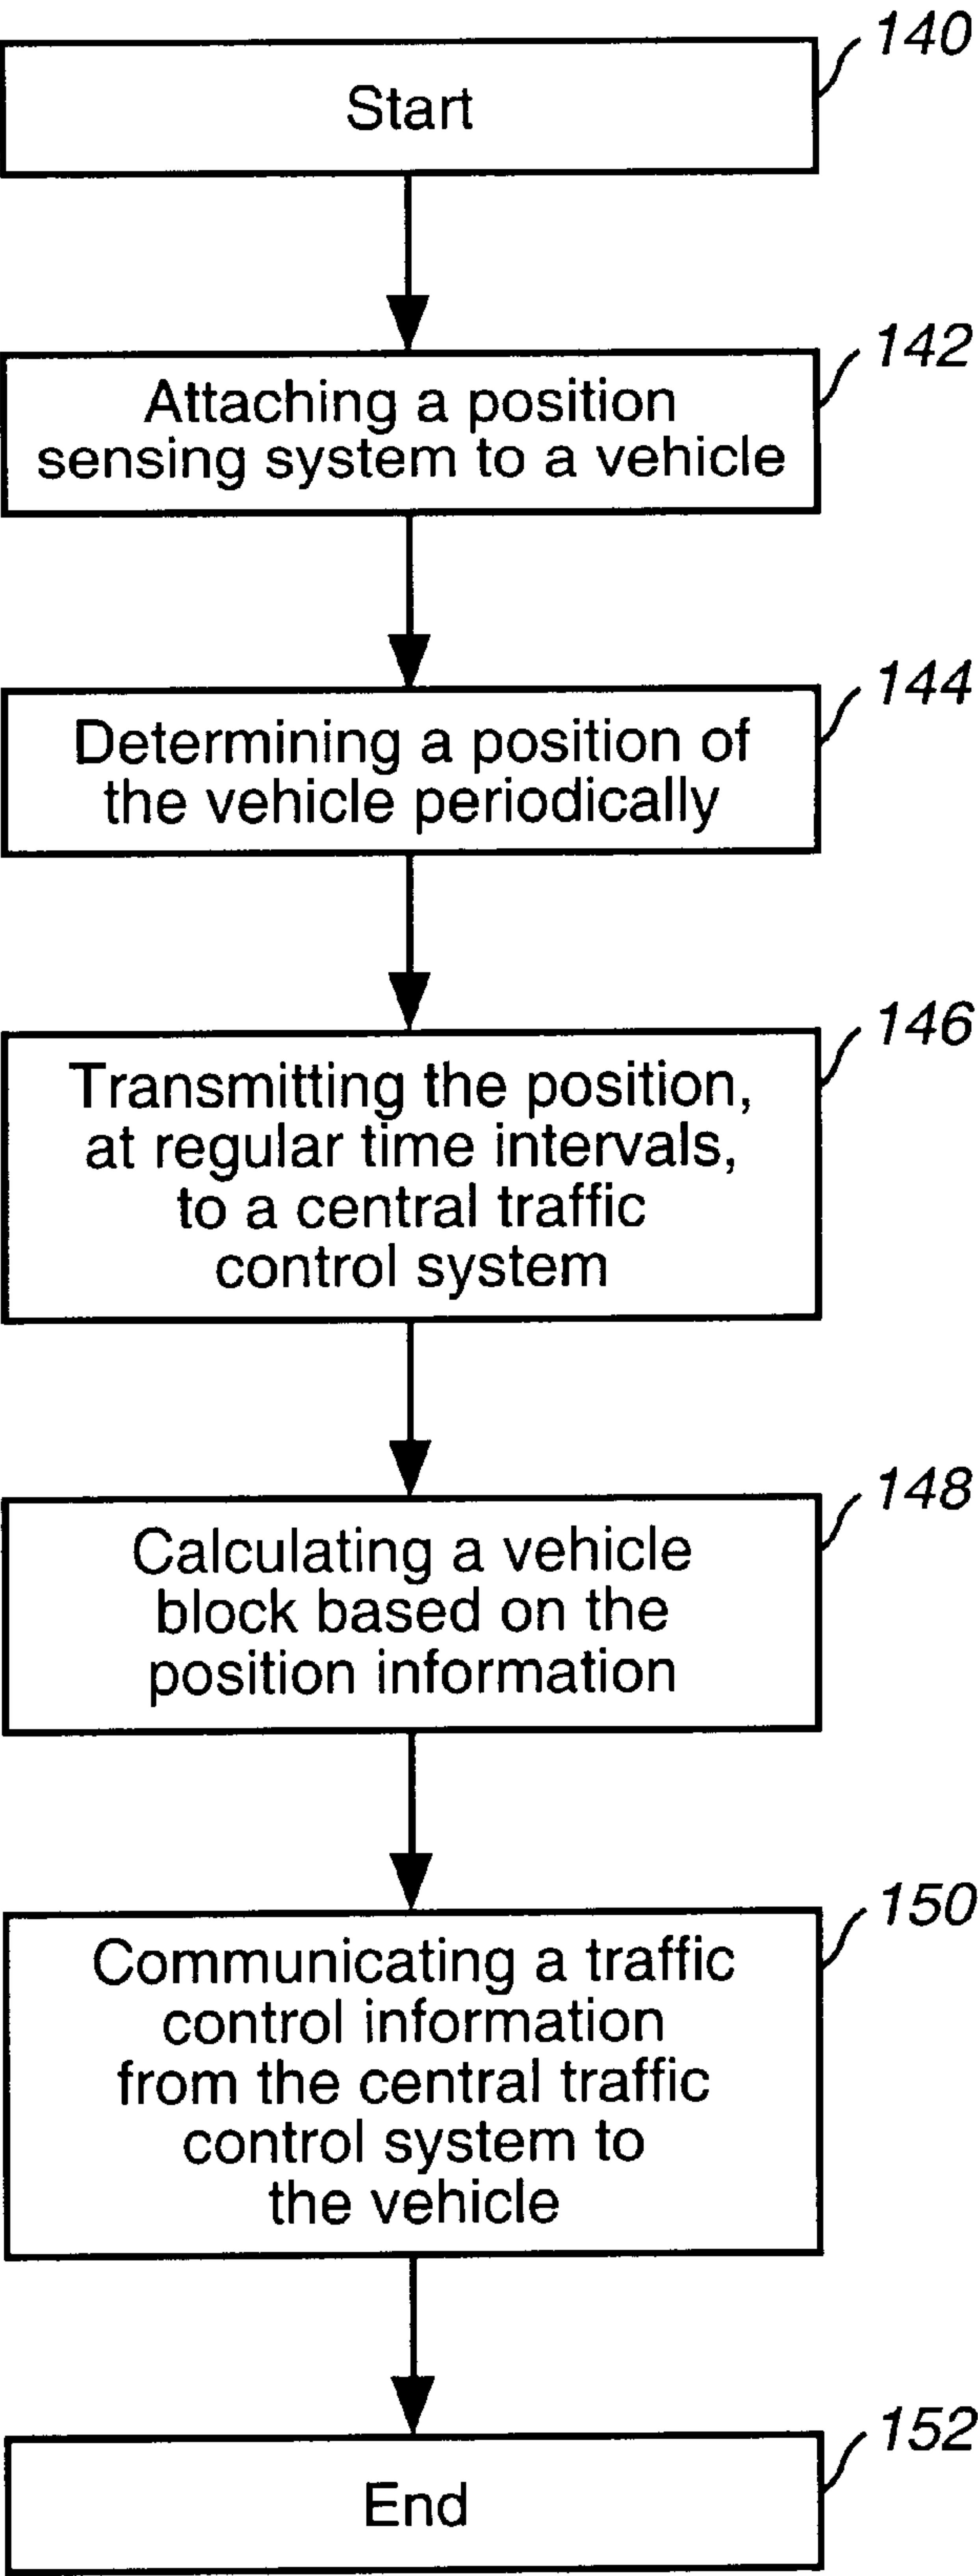 140
Start
142
Attaching a position
sensing system to a vehicle
144
Determining a position of
the vehicle periodically
146
Transmitting the position,
at regular time intervals,
to a central traffic
control system
148
Calculating a vehicle
block based on the
position information
150
Communicating a traffic
control information
from the central traffic
control system to
the vehicle
152
End